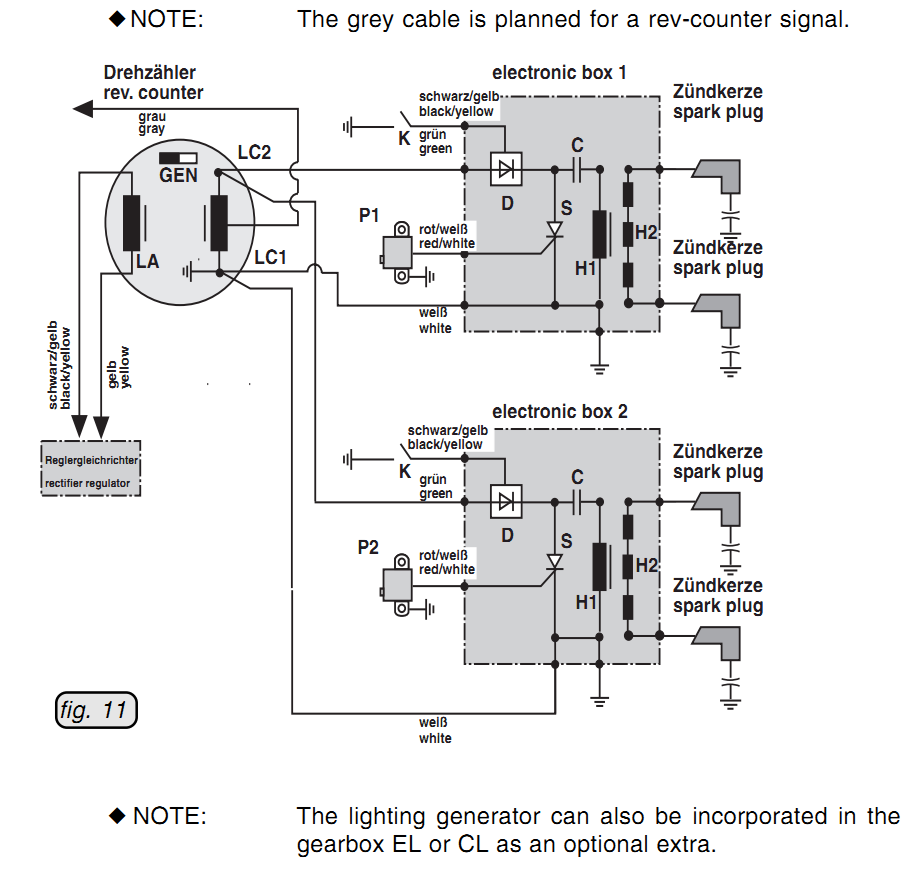 ◆ NOTE: The grey cable is planned for a rev-counter signal.
Drehzähler
rev. counter
grau
gray
GEN
LC2
LA
LC1
schwarz/gelb
black/yellow
gelb
yellow
Reglergleichrichter
rectifier regulator
electronic box 1
schwarz/gelb
black/yellow
K
grün
green
D
C
S
P1
rot/weiß
red/white
H1
H2
weiß
white
Zündkerze
spark plug
Zündkerze
spark plug
electronic box 2
schwarz/gelb
black/yellow
K
grün
green
D
C
S
P2
rot/weiß
red/white
H1
H2
weiß
white
Zündkerze
spark plug
Zündkerze
spark plug
fig. 11
◆ NOTE: The lighting generator can also be incorporated in the
gearbox EL or CL as an optional extra.